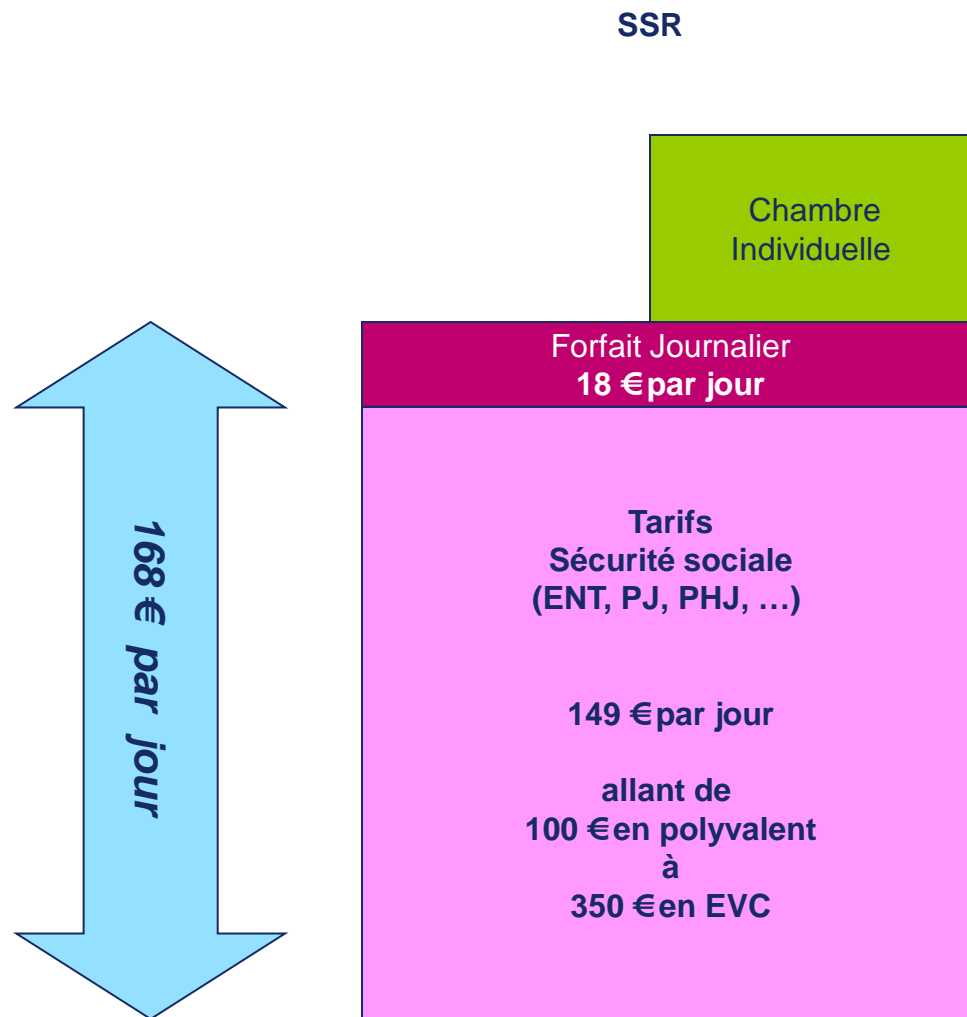 SSR
Chambre
Individuelle
Forfait Journalier
18 € par jour
168 € par jour
Tarifs
Sécurité sociale
(ENT, PJ, PHJ, …)
149 € par jour
allant de
100 € en polyvalent
à
350 € en EVC